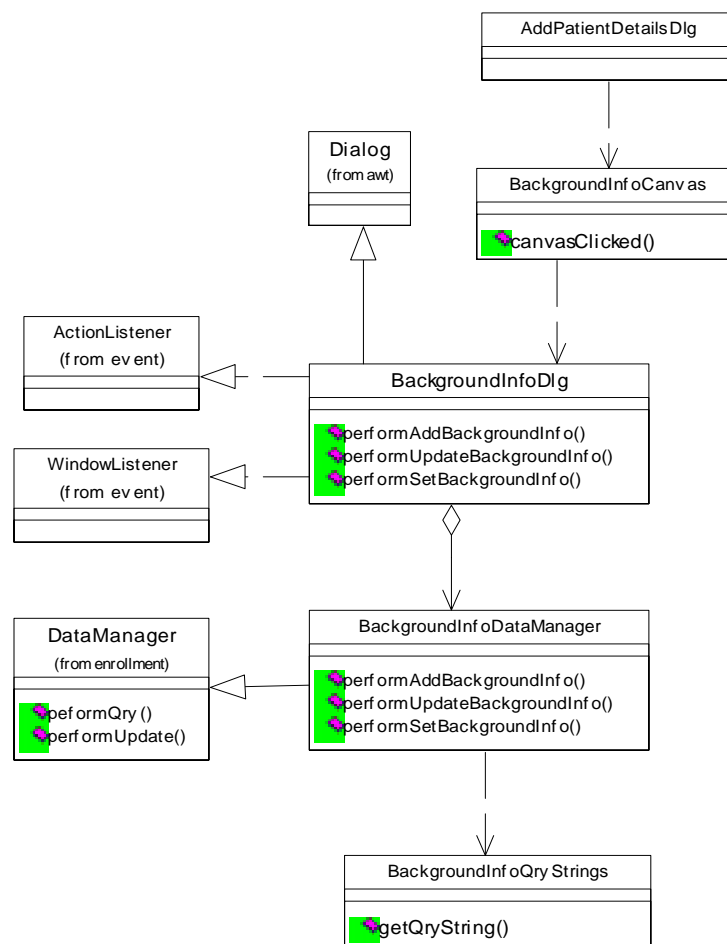 AddPatientDetailsDlg
Dialog
(from awt)
BackgroundInfoCanvas
canvasClicked()
ActionListener
(from event)
BackgroundInfoDlg
performAddBackgroundInfo()
performUpdateBackgroundInfo()
performSetBackgroundInfo()
WindowListener
(from event)
DataManager
(from enrollment)
peformQry()
performUpdate()
BackgroundInfoDataManager
performAddBackgroundInfo()
performUpdateBackgroundInfo()
performSetBackgroundInfo()
BackgroundInfoQryStrings
getQryString()